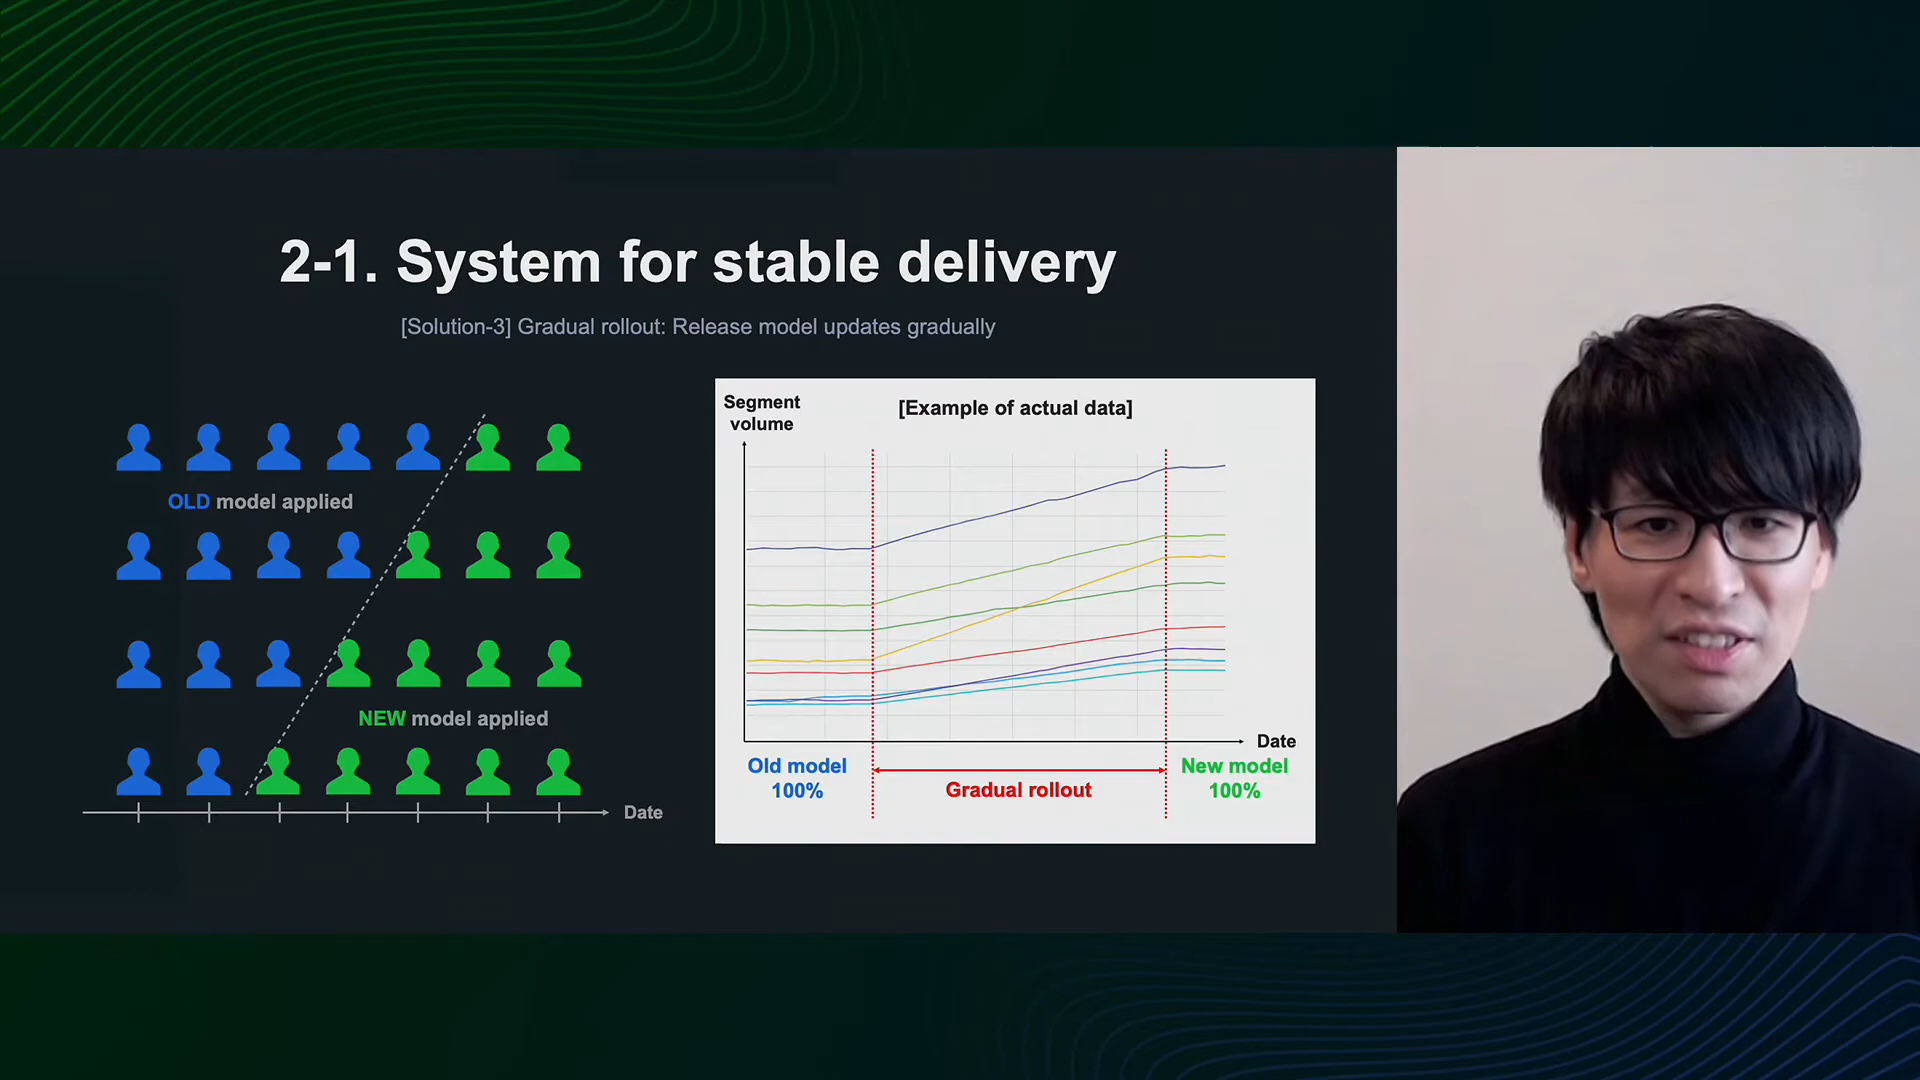 2-1. System for stable delivery
[Solution-3] Gradual rollout: Release model updates gradually
OLD model applied
NEW model applied
Date
Segment
volume
[Example of actual data]
Date
Old model
100%
Gradual rollout
New model
100%